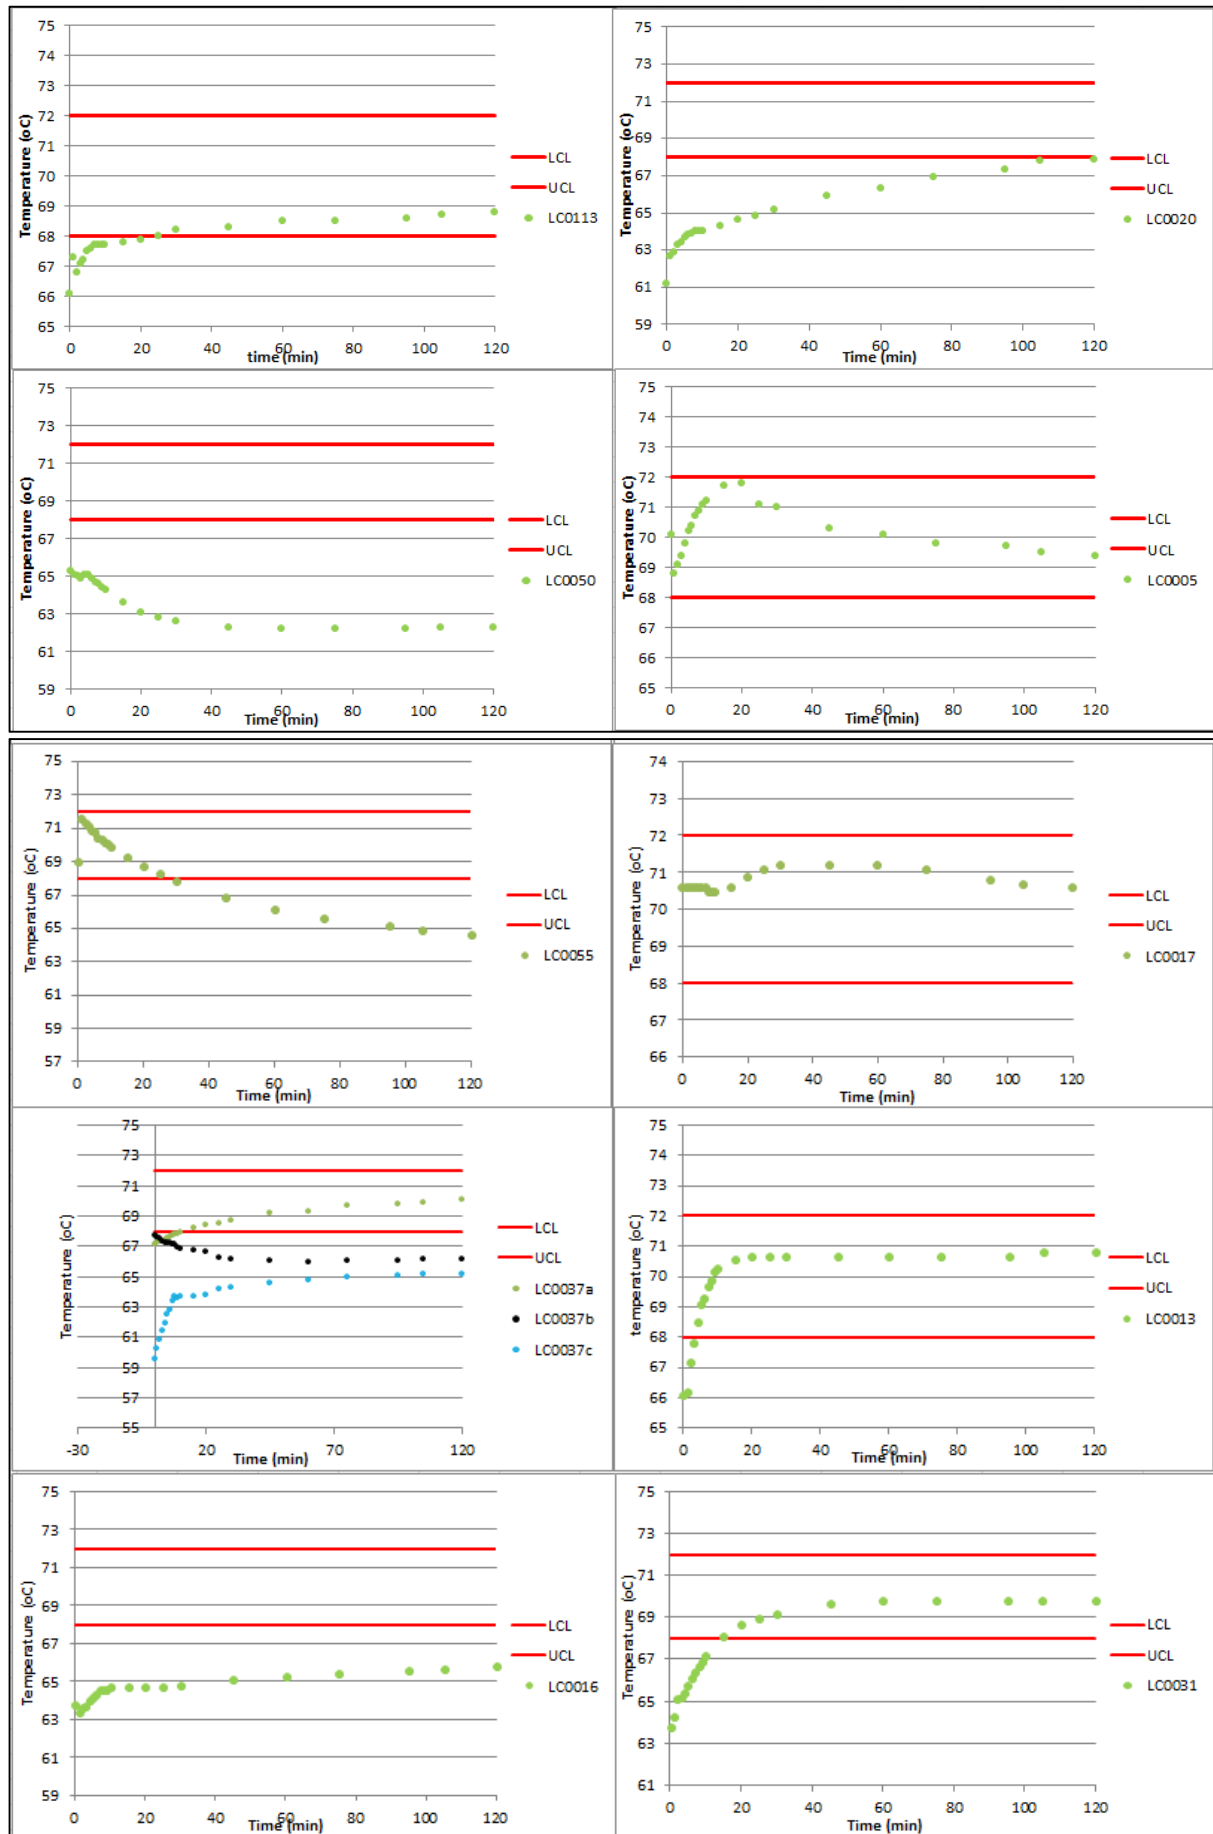 75
74
73
72
71
70
69
68
67
66
65
0 20 40 60 80 100 120
Temperature (oC)
time (min)
LCL
UCL
LC0113
75
73
71
69
67
65
63
61
59
0 20 40 60 80 100 120
Temperature (oC)
Time (min)
LCL
UCL
LC0020
75
73
71
69
67
65
63
61
59
0 20 40 60 80 100 120
Temperature (oC)
Time (min)
LCL
UCL
LC0050
75
74
73
72
71
70
69
68
67
66
65
0 20 40 60 80 100 120
Temperature (oC)
Time (min)
LCL
UCL
LC0005
75
73
71
69
67
65
63
61
59
57
0 20 40 60 80 100 120
Temperature (oC)
Time (min)
LCL
UCL
LC0055
74
73
72
71
70
69
68
67
66
0 20 40 60 80 100 120
Temperature (oC)
Time (min)
LCL
UCL
LC0017
75
73
71
69
67
65
63
61
59
57
55
-30 20 70 120
Temperature (oC)
Time (min)
LCL
UCL
LC0037a
LC0037b
LC0037c
75
74
73
72
71
70
69
68
67
66
65
0 20 40 60 80 100 120
temperature (oC)
Time (min)
LCL
UCL
LC0013
75
73
71
69
67
65
63
61
59
0 20 40 60 80 100 120
Temperature (oC)
Time (min)
LCL
UCL
LC0016
75
73
71
69
67
65
63
61
0 20 40 60 80 100 120
Temperature (oC)
Time (min)
LCL
UCL
LC0031